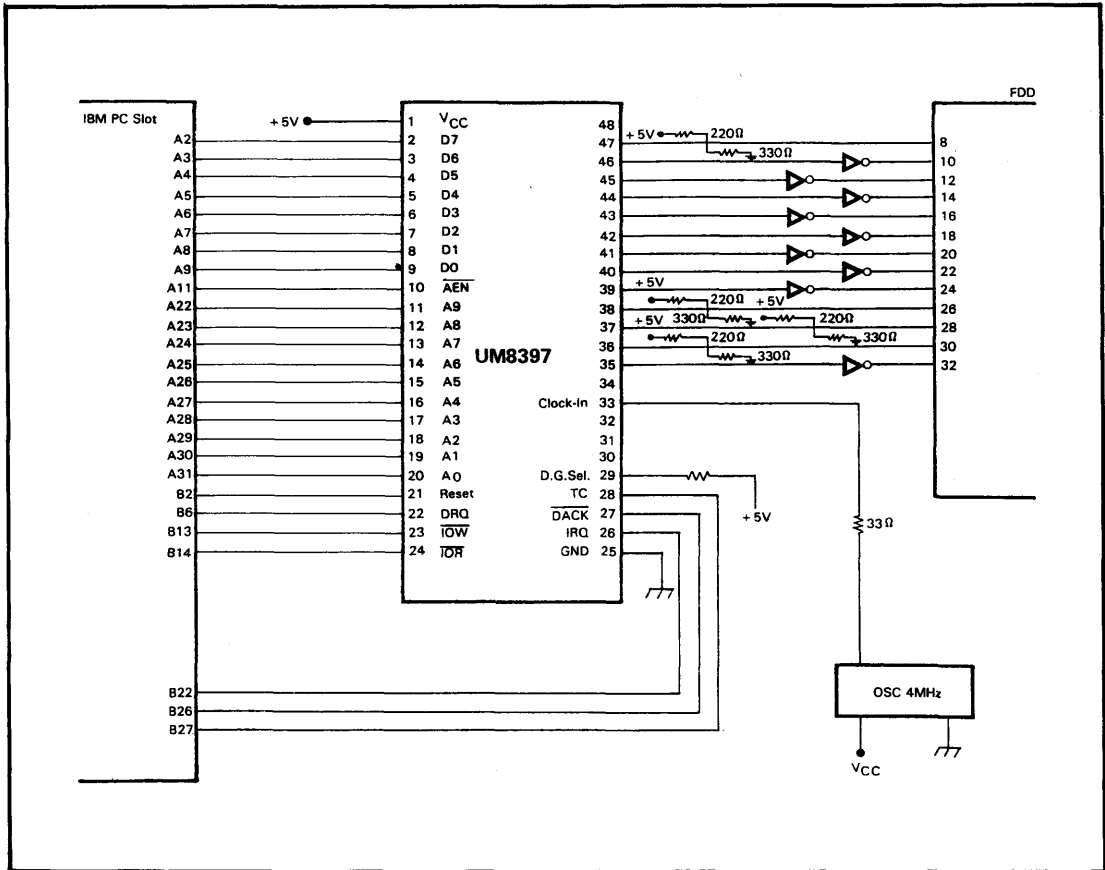 FDD
IBM PC Slot
+5V 1 VCC
A2 2 D7
A3 3 D6
A4 4 D5
A5 5 D4
A6 6 D3
A7 7 D2
A8 8 D1
A9 9 D0
A11 10 AEN
A22 11 A9
A23 12 A8
A24 13 A7
A25 14 A6
A26 15 A5
A27 16 A4
A28 17 A3
A29 18 A2
A30 19 A1
A31 20 A0
B2 21 Reset
B6 22 DRQ
B13 23 IOW
B14 24 IOR
UM8397
48
47 +5V 220Ω 330Ω 8
46 10
45 12
44 14
43 16
42 18
41 20
40 22
39 +5V 24
38 220Ω +5V 26
37 +5V 330Ω 220Ω 28
36 220Ω 330Ω 30
35 330Ω 32
34
Clock-In 33
32
31
30
D.G.Sel. 29
+5V
TC 28
DACK 27
IRQ 26
GND 25
33Ω
B22
B26
B27
OSC 4MHz
VCC